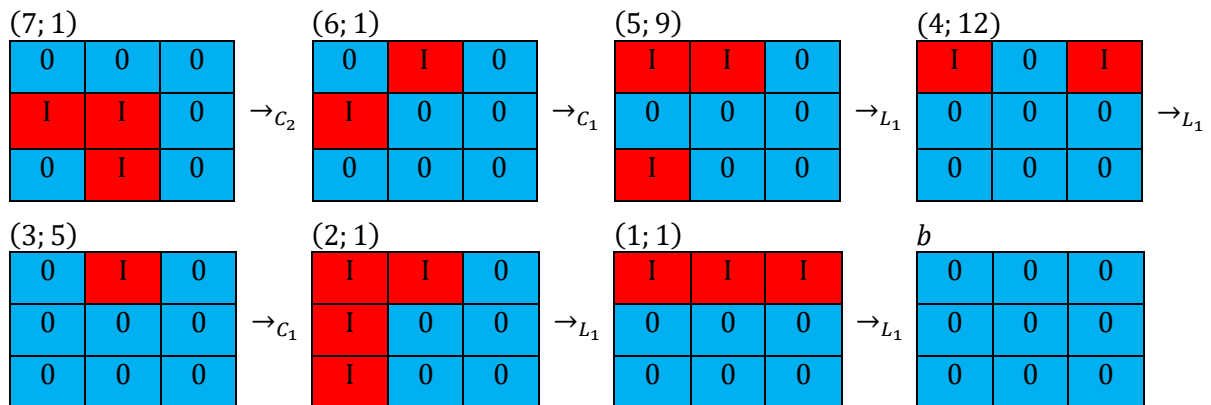 (7; 1) (6; 1) (5; 9) (4; 12)
0 0 0 0 I 0 I I 0 I 0 I
I I 0 →C₂ I 0 0 →C₁ 0 0 0 →L₁ 0 0 0 →L₁
0 I 0 0 0 0 I 0 0 0 0 0
(3; 5) (2; 1) (1; 1) b
0 I 0 I I 0 I I I 0 0 0
0 0 0 →C₁ I 0 0 →L₁ 0 0 0 →L₁ 0 0 0
0 0 0 I 0 0 0 0 0 0 0 0